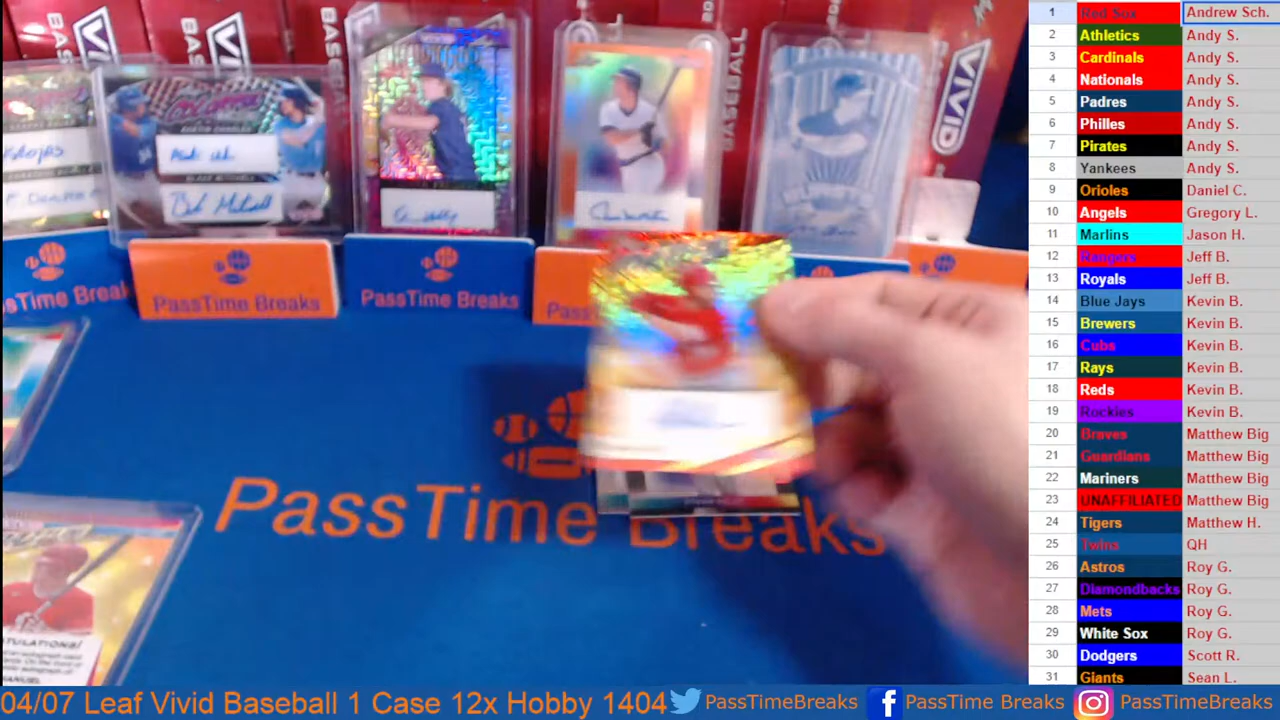 VIVID
VIVID
BASEBALL
VIVID
PassTime Breaks
PassTime Breaks
PassTime Breaks
PassTime Breaks
1 Red Sox Andrew Sch.
2 Athletics Andy S.
3 Cardinals Andy S.
4 Nationals Andy S.
5 Padres Andy S.
6 Philles Andy S.
7 Pirates Andy S.
8 Yankees Andy S.
9 Orioles Daniel C.
10 Angels Gregory L.
11 Marlins Jason H.
12 Rangers Jeff B.
13 Royals Jeff B.
14 Blue Jays Kevin B.
15 Brewers Kevin B.
16 Cubs Kevin B.
17 Rays Kevin B.
18 Reds Kevin B.
19 Rockies Kevin B.
20 Braves Matthew Big
21 Guardians Matthew Big
22 Mariners Matthew Big
23 UNAFFILIATED Matthew Big
24 Tigers Matthew H.
25 Twins QH
26 Astros Roy G.
27 Diamondbacks Roy G.
28 Mets Roy G.
29 White Sox Roy G.
30 Dodgers Scott R.
31 Giants Sean L.
04/07 Leaf Vivid Baseball 1 Case 12x Hobby 1404 PassTimeBreaks PassTime Breaks PassTimeBreaks